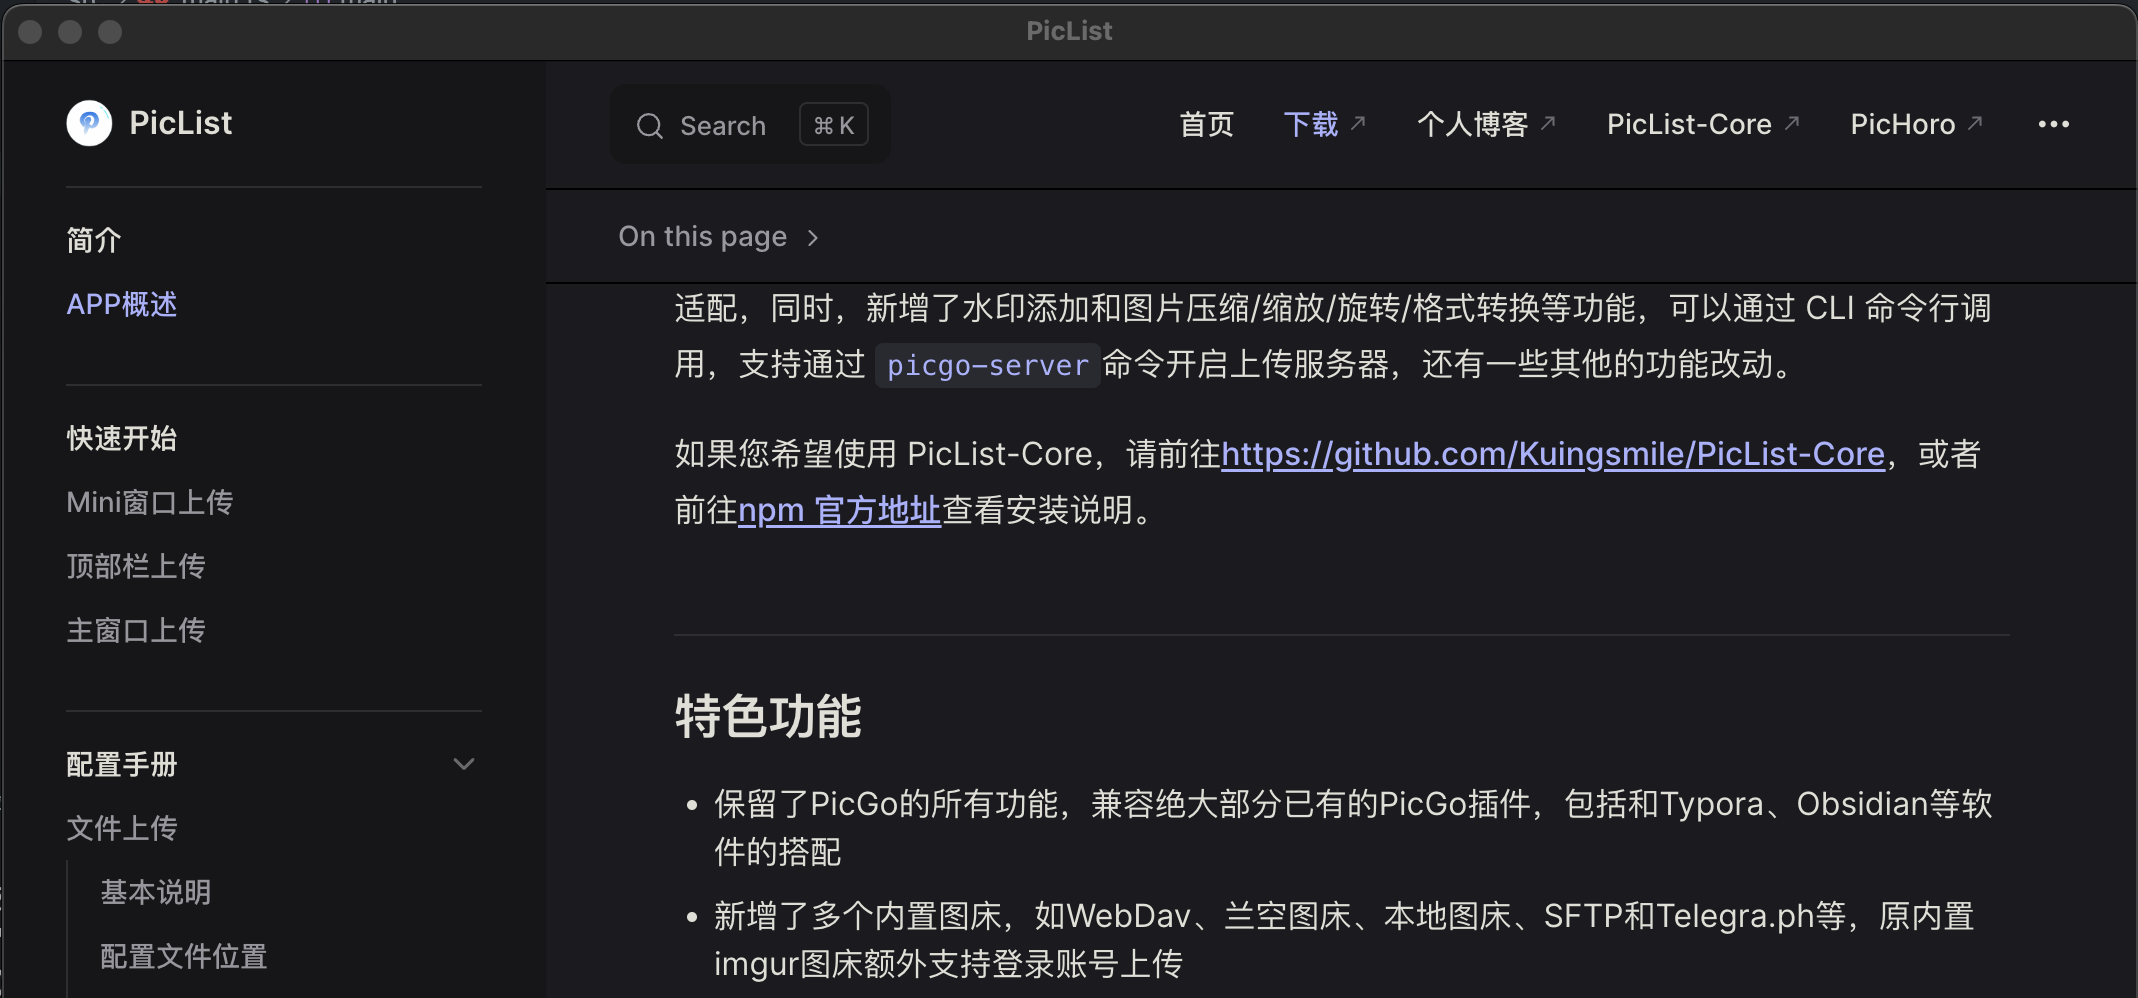 PicList
PicList
Search
⌘ K
首页
下载
个人博客
PicList-Core
PicHoro
简介
APP概述
快速开始
Mini窗口上传
顶部栏上传
主窗口上传
配置手册
文件上传
基本说明
配置文件位置
On this page
适配，同时，新增了水印添加和图片压缩/缩放/旋转/格式转换等功能，可以通过 CLI 命令行调
用，支持通过 picgo-server命令开启上传服务器，还有一些其他的功能改动。
如果您希望使用 PicList-Core，请前往https://github.com/Kuingsmile/PicList-Core，或者
前往npm 官方地址查看安装说明。
特色功能
• 保留了PicGo的所有功能，兼容绝大部分已有的PicGo插件，包括和Typora、Obsidian等软
件的搭配
• 新增了多个内置图床，如WebDav、兰空图床、本地图床、SFTP和Telegra.ph等，原内置
imgur图床额外支持登录账号上传